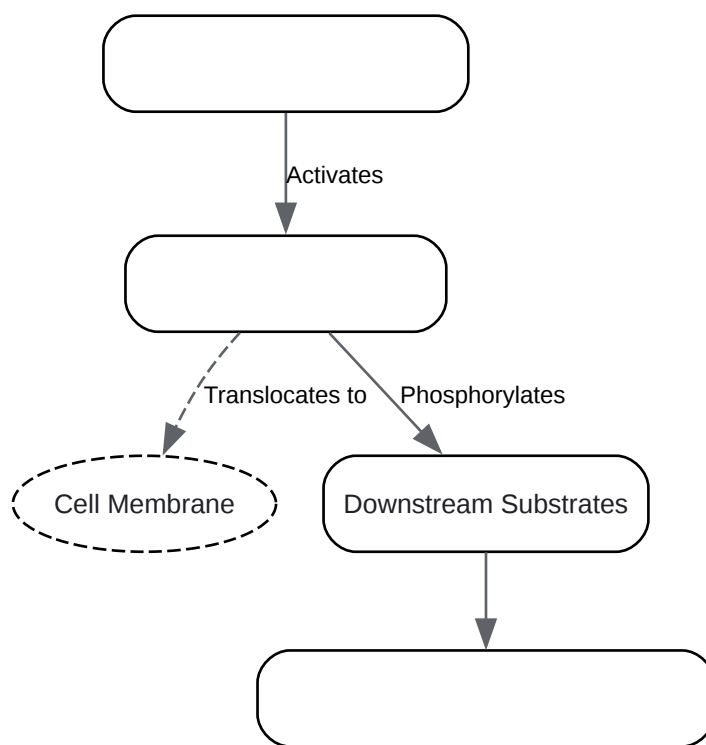 Activates
Translocates to
Phosphorylates
Cell Membrane
Downstream Substrates